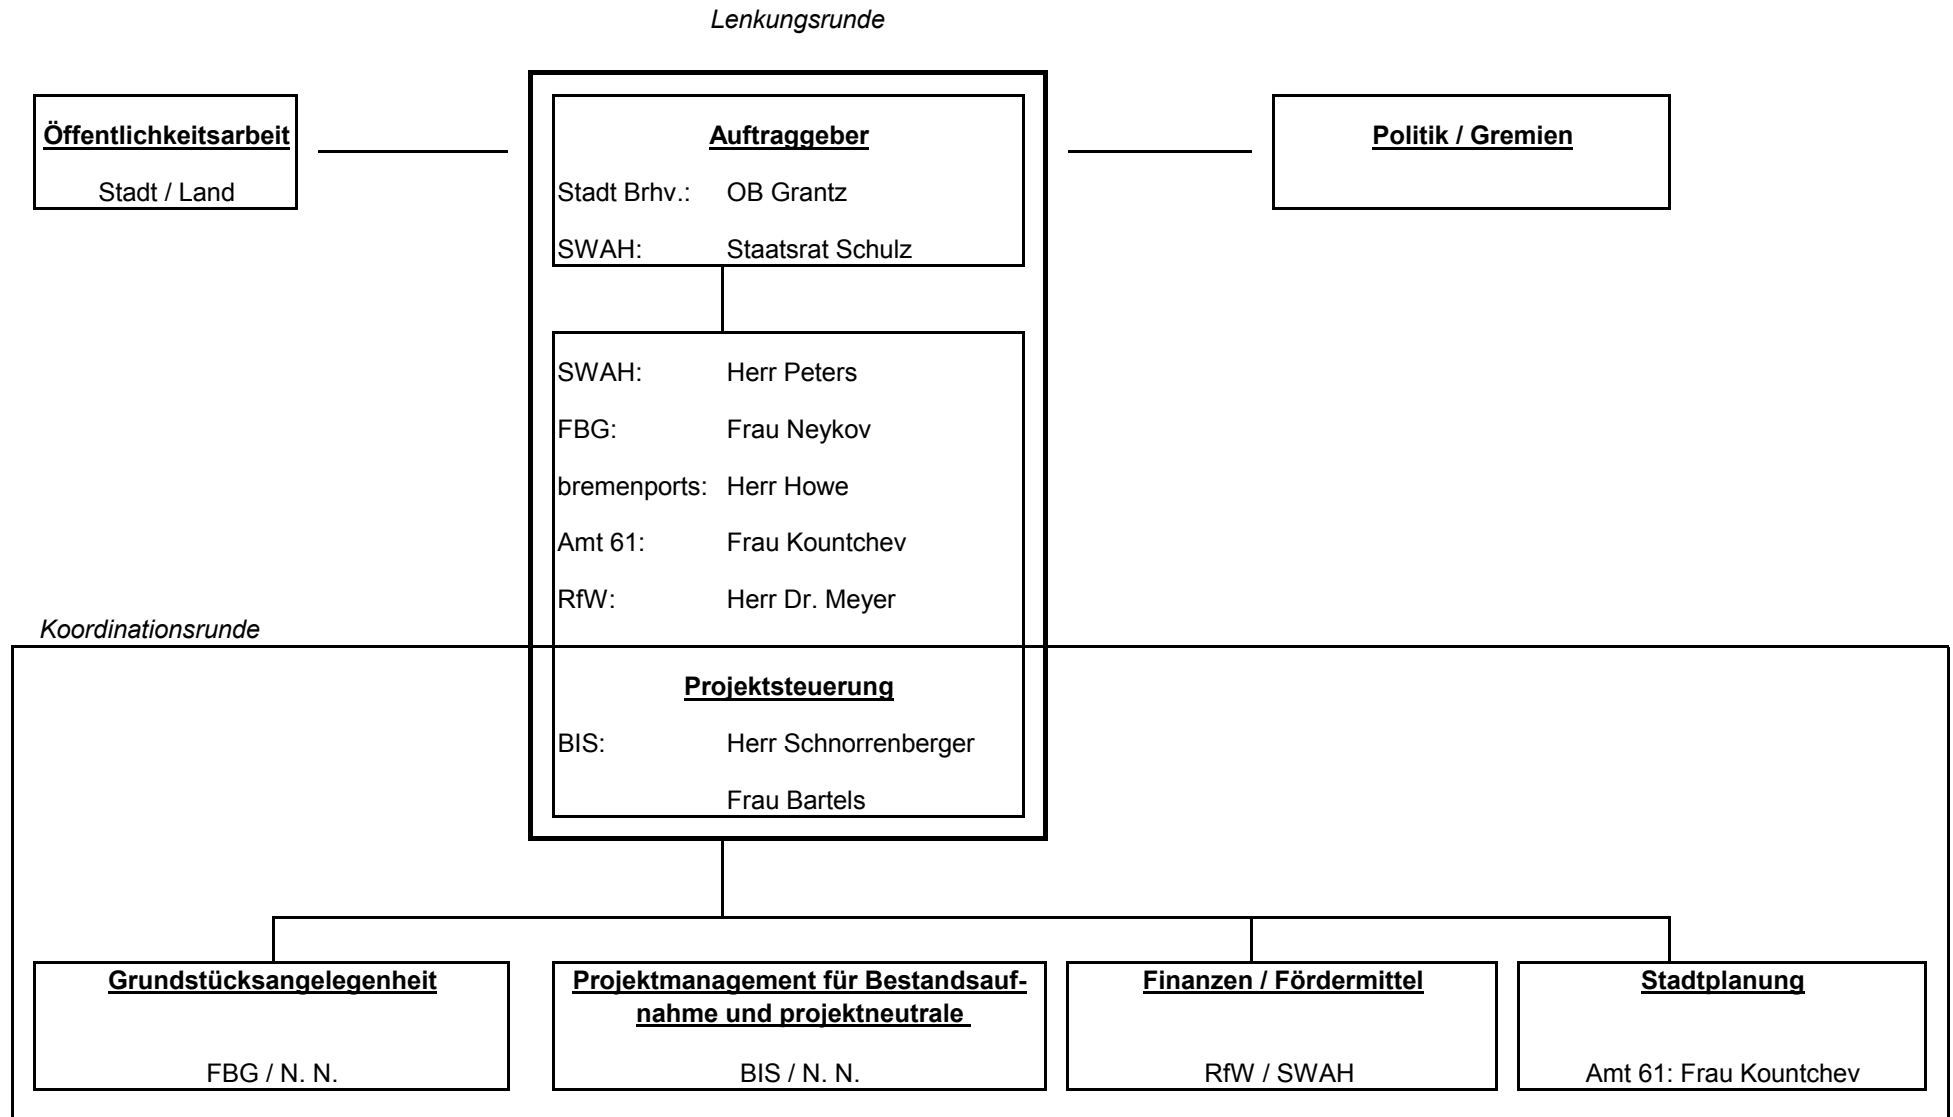 Lenkungsrunde
Öffentlichkeitsarbeit
Stadt / Land
Auftraggeber
Stadt Brhv.: OB Grantz
SWAH: Staatsrat Schulz
Politik / Gremien
SWAH: Herr Peters
FBG: Frau Neykov
bremenports: Herr Howe
Amt 61: Frau Kountchev
RfW: Herr Dr. Meyer
Koordinationsrunde
Projektsteuerung
BIS: Herr Schnorrenberger
Frau Bartels
Grundstücksangelegenheit
FBG / N. N.
Projektmanagement für Bestandsauf-
nahme und projektneutrale
BIS / N. N.
Finanzen / Fördermittel
RfW / SWAH
Stadtplanung
Amt 61: Frau Kountchev